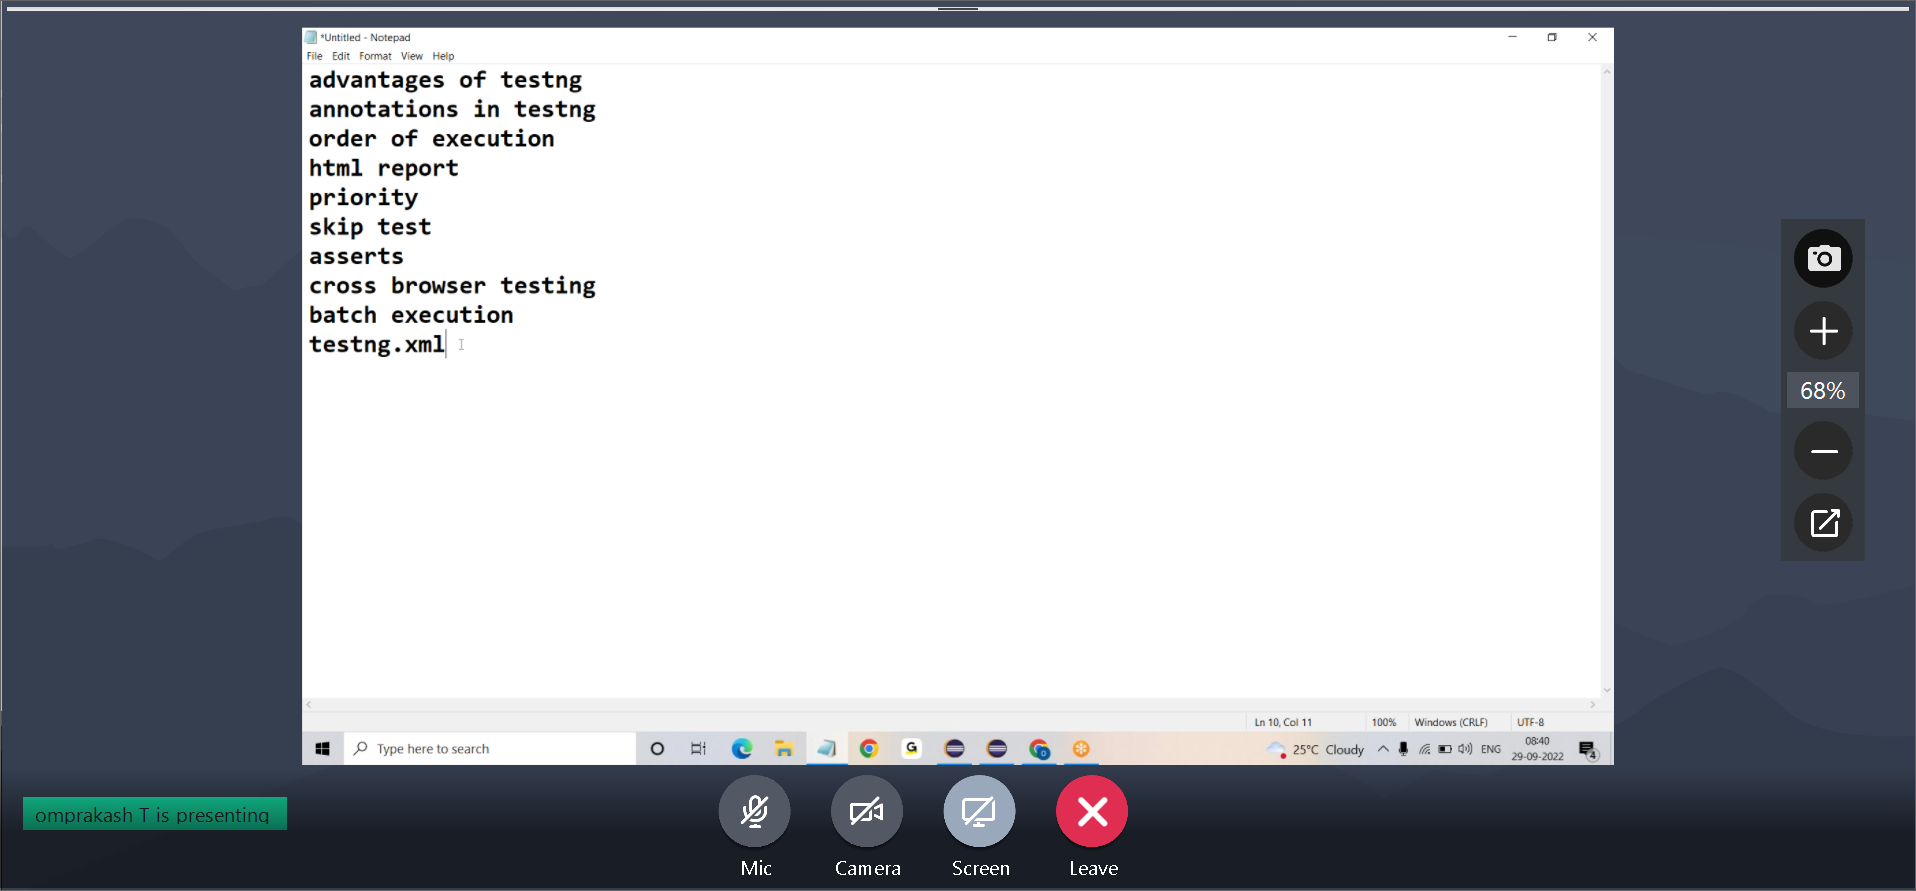 *Untitled - Notepad
File Edit Format View Help
advantages of testng
annotations in testng
order of execution
html report
priority
skip test
asserts
cross browser testing
batch execution
testng.xml
68%
Ln 10, Col 11 100% Windows (CRLF) UTF-8
Type here to search
G
25°C Cloudy
ENG
08:40
29-09-2022
4
omprakash T is presenting
Mic Camera Screen Leave